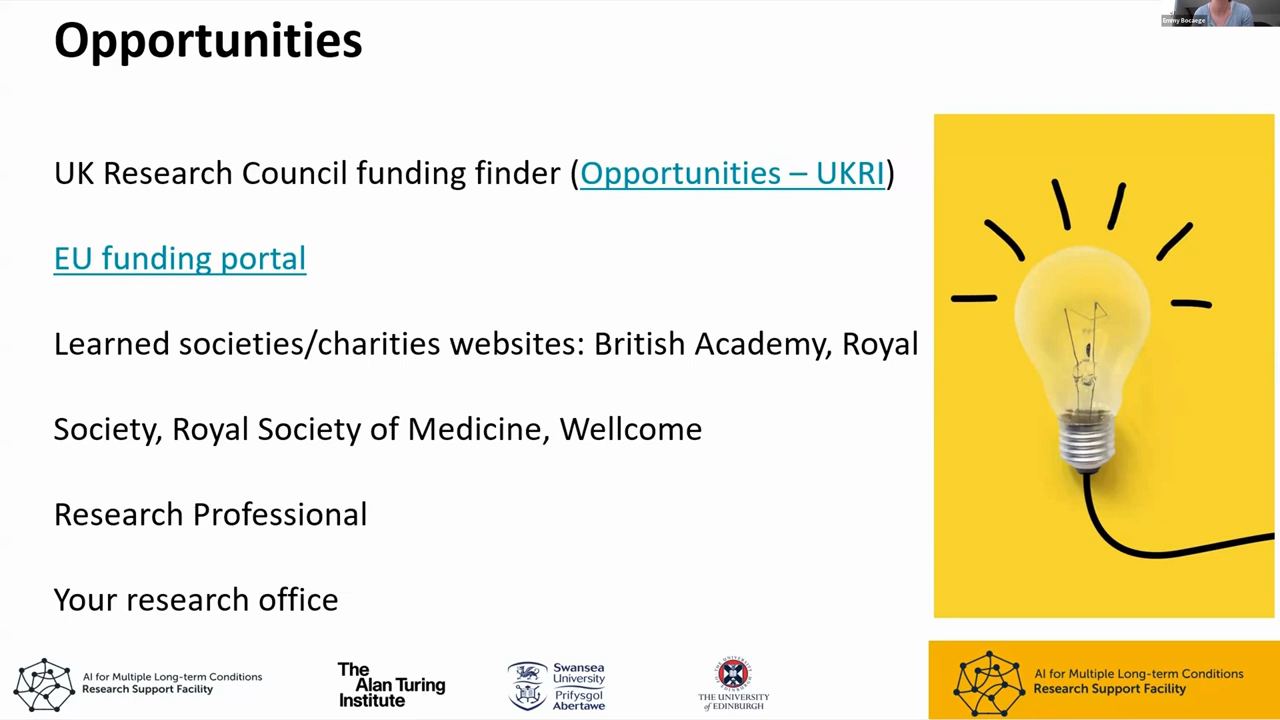 Emmy Bocaege
Opportunities
UK Research Council funding finder (Opportunities – UKRI)
EU funding portal
Learned societies/charities websites: British Academy, Royal
Society, Royal Society of Medicine, Wellcome
Research Professional
Your research office
AI for Multiple Long-term Conditions
Research Support Facility
The
Alan Turing
Institute
Swansea
University
Prifysgol
Abertawe
THE UNIVERSITY
of EDINBURGH
AI for Multiple Long-term Conditions
Research Support Facility